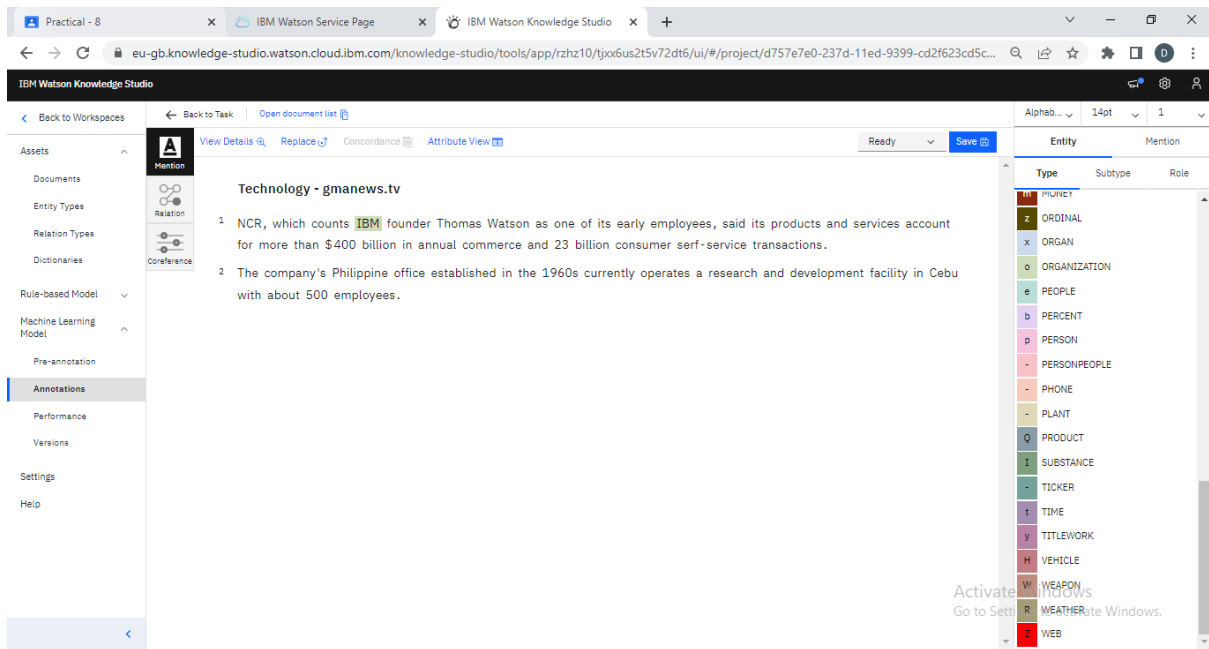 Practical - 8
IBM Watson Service Page
IBM Watson Knowledge Studio
eu-gb.knowledge-studio.watson.cloud.ibm.com/knowledge-studio/tools/app/rzhz10/tjxx6us2t5v72dt6/ui/#/project/d757e7e0-237d-11ed-9399-cd2f623cd5c...
D
IBM Watson Knowledge Studio
Back to Workspaces
Back to Task
Open document list
Alphab...
14pt
1
Assets
Documents
Entity Types
Relation Types
Dictionaries
Rule-based Model
Machine Learning
Model
Pre-annotation
Annotations
Performance
Versions
Settings
Help
A
Mention
Relation
Coreference
View Details
Replace
Concordance
Attribute View
Ready
Save
Technology - gmanews.tv
1 NCR, which counts IBM founder Thomas Watson as one of its early employees, said its products and services account
for more than $400 billion in annual commerce and 23 billion consumer serf-service transactions.
2 The company's Philippine office established in the 1960s currently operates a research and development facility in Cebu
with about 500 employees.
Entity
Mention
Type
Subtype
Role
m MONEY
z ORDINAL
x ORGAN
o ORGANIZATION
e PEOPLE
b PERCENT
p PERSON
- PERSONPEOPLE
- PHONE
- PLANT
Q PRODUCT
I SUBSTANCE
- TICKER
t TIME
y TITLEWORK
H VEHICLE
W WEAPON
R WEATHER
Z WEB
Activate Windows
Go to Setti to activate Windows.